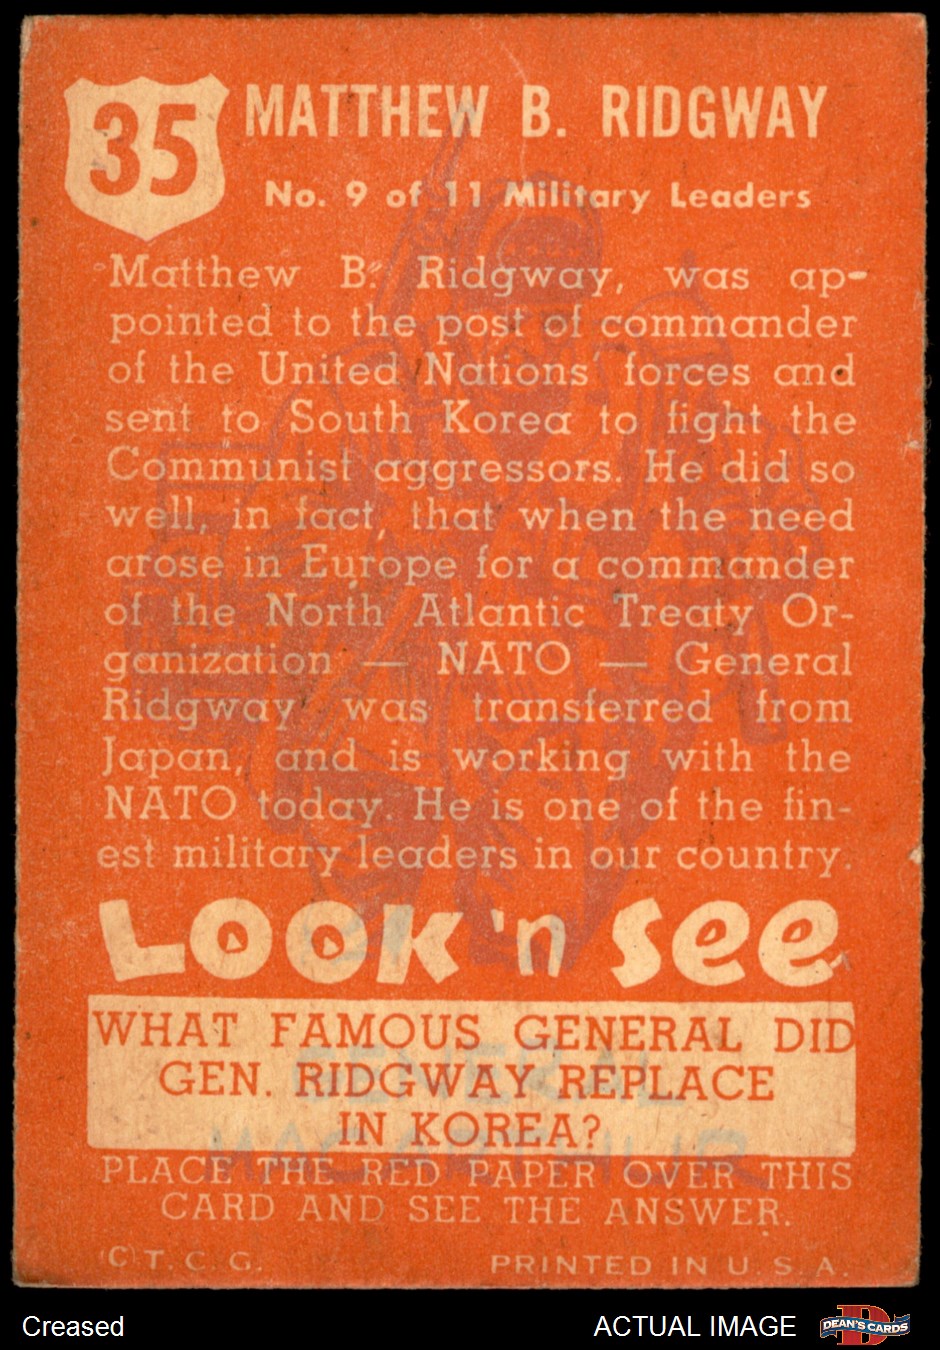 35
MATTHEW B. RIDGWAY
No. 9 of 11 Military Leaders
Matthew B. Ridgway, was ap-
pointed to the post of commander
of the United Nations' forces and
sent to South Korea to fight the
Communist aggressors. He did so
well, in fact, that when the need
arose in Europe for a commander
of the North Atlantic Treaty Or-
ganization — NATO — General
Ridgway was transferred from
Japan, and is working with the
NATO today. He is one of the fin-
est military leaders in our country.
LOOK 'n SEE
WHAT FAMOUS GENERAL DID
GEN. RIDGWAY REPLACE
IN KOREA?
GENERAL
MACARTHUR
PLACE THE RED PAPER OVER THIS
CARD AND SEE THE ANSWER.
(C) T. C. G.
PRINTED IN U. S. A.
Creased
ACTUAL IMAGE
DEAN'S CARDS